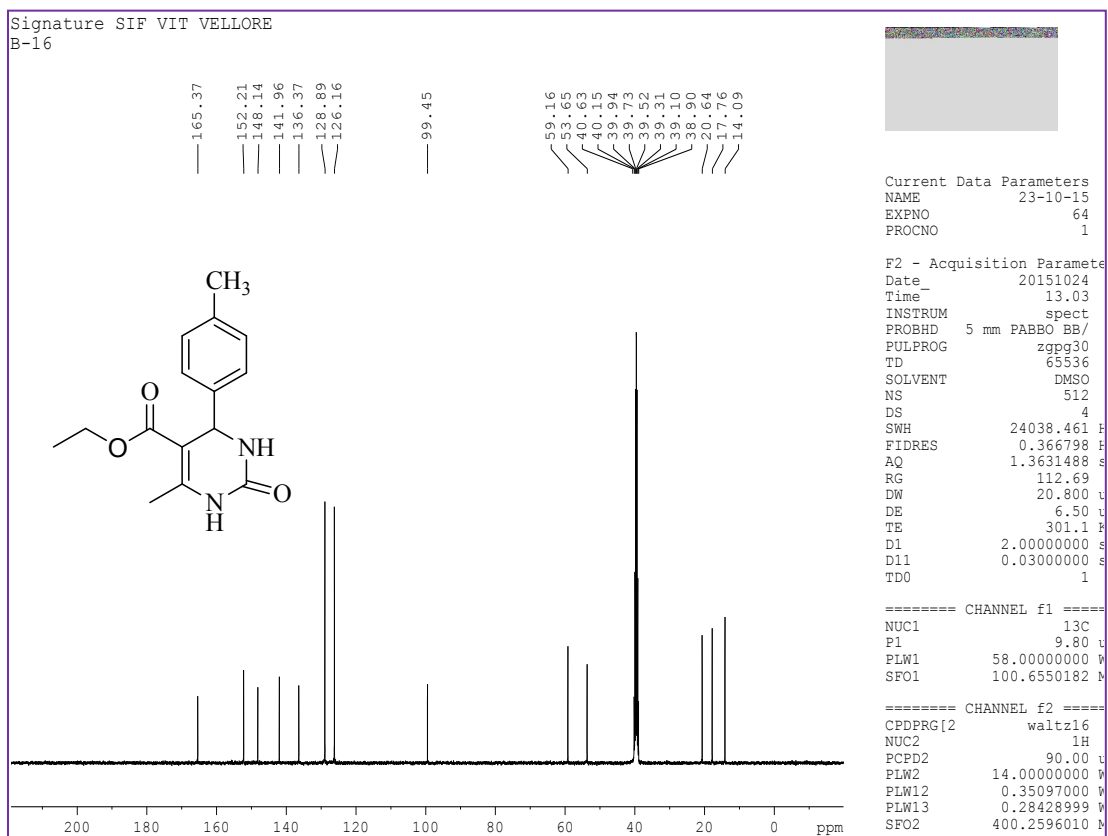 Signature SIF VIT VELLORE
B-16
165.37
152.21
148.14
141.96
136.37
128.89
126.16
99.45
59.16
53.65
40.63
40.15
39.94
39.73
39.52
39.31
39.10
38.90
20.64
17.76
14.09
CH3
O
O
NH
N
H
O
200 180 160 140 120 100 80 60 40 20 0 ppm
Current Data Parameters
NAME 23-10-15
EXPNO 64
PROCNO 1
F2 - Acquisition Paramete
Date_ 20151024
Time 13.03
INSTRUM spect
PROBHD 5 mm PABBO BB/
PULPROG zgpg30
TD 65536
SOLVENT DMSO
NS 512
DS 4
SWH 24038.461 H
FIDRES 0.366798 H
AQ 1.3631488 s
RG 112.69
DW 20.800 u
DE 6.50 u
TE 301.1 K
D1 2.00000000 s
D11 0.03000000 s
TD0 1
======== CHANNEL f1 =====
NUC1 13C
P1 9.80 u
PLW1 58.00000000 W
SFO1 100.6550182 M
======== CHANNEL f2 =====
CPDPRG[2 waltz16
NUC2 1H
PCPD2 90.00 u
PLW2 14.00000000 W
PLW12 0.35097000 W
PLW13 0.28428999 W
SFO2 400.2596010 M